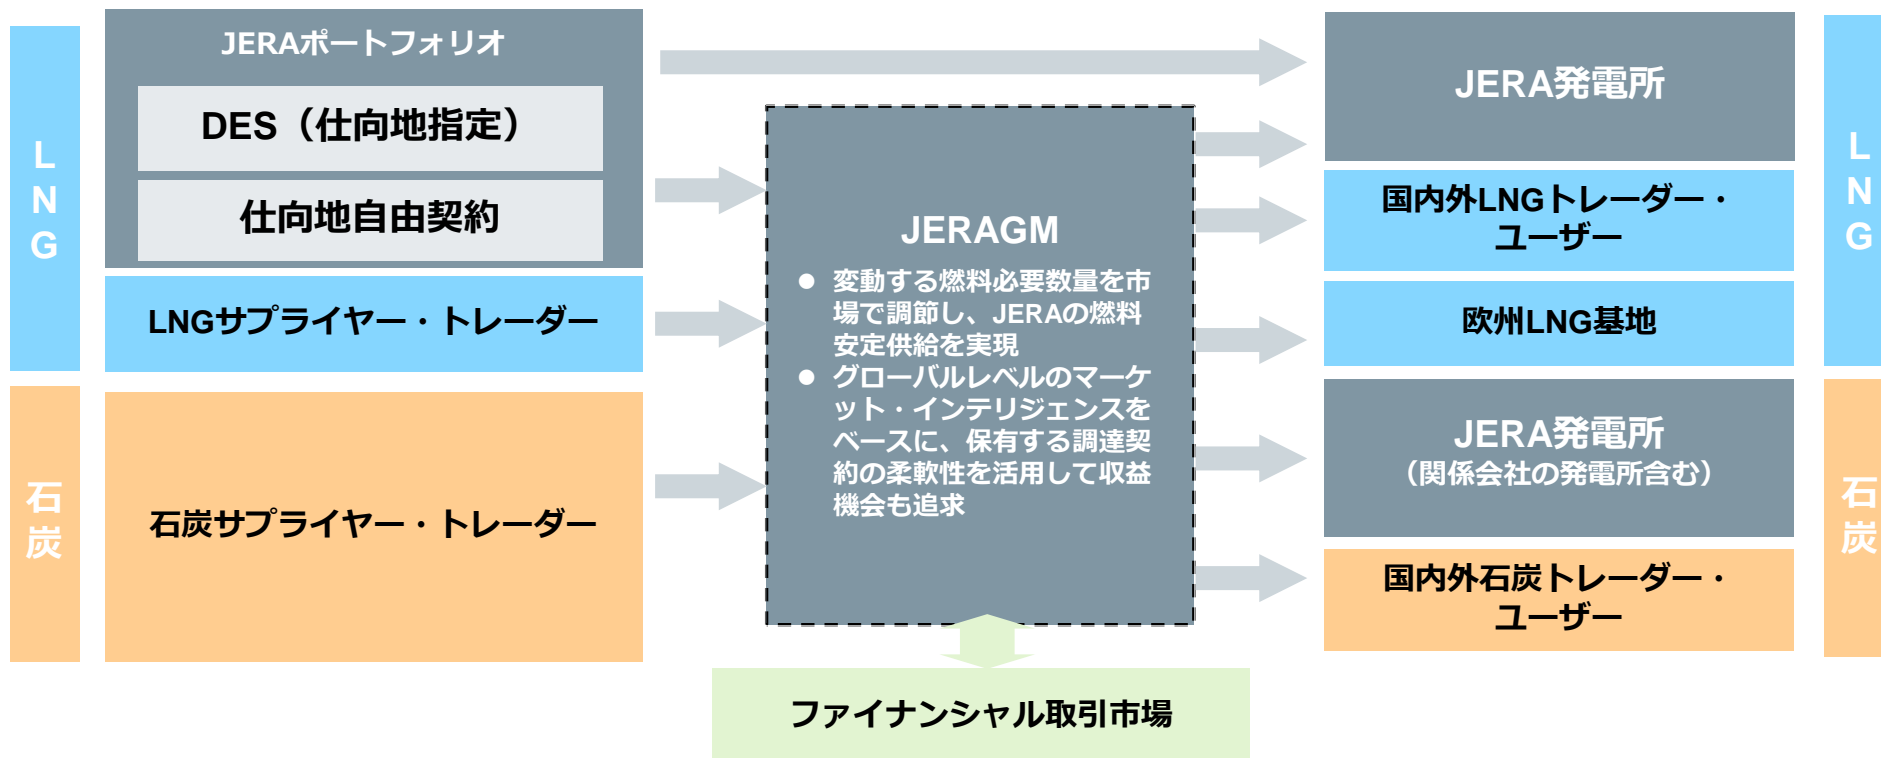 LNG
JERAポートフォリオ
DES（仕向地指定）
仕向地自由契約
LNGサプライヤー・トレーダー
石炭
石炭サプライヤー・トレーダー
JERAGM
● 変動する燃料必要数量を市
場で調節し、JERAの燃料
安定供給を実現
● グローバルレベルのマーケ
ット・インテリジェンスを
ベースに、保有する調達契
約の柔軟性を活用して収益
機会も追求
ファイナンシャル取引市場
JERA発電所
国内外LNGトレーダー・
ユーザー
欧州LNG基地
JERA発電所
（関係会社の発電所含む）
国内外石炭トレーダー・
ユーザー
LNG
石炭